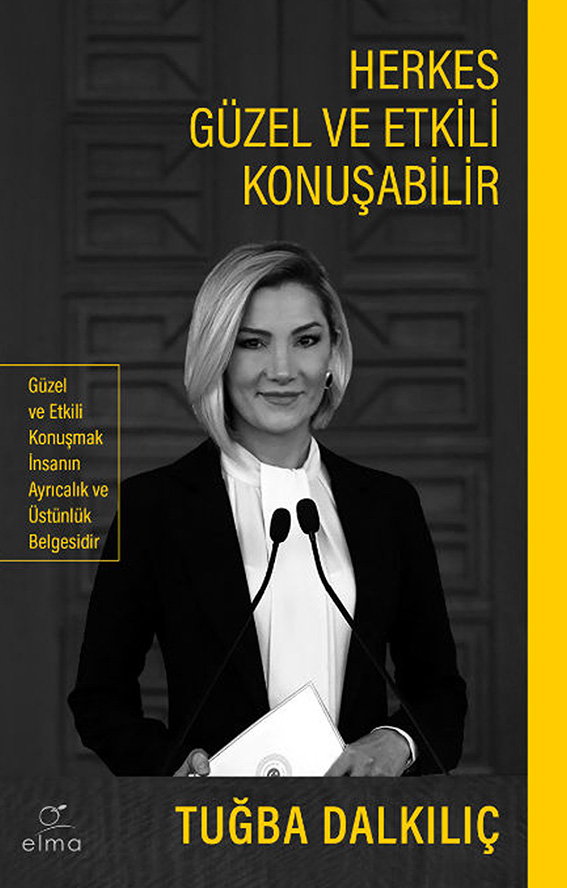 HERKES
GÜZEL VE ETKİLİ
KONUŞABİLİR
Güzel
ve Etkili
Konuşmak
İnsanın
Ayrıcalık ve
Üstünlük
Belgesidir
TUĞBA DALKILIÇ
elma